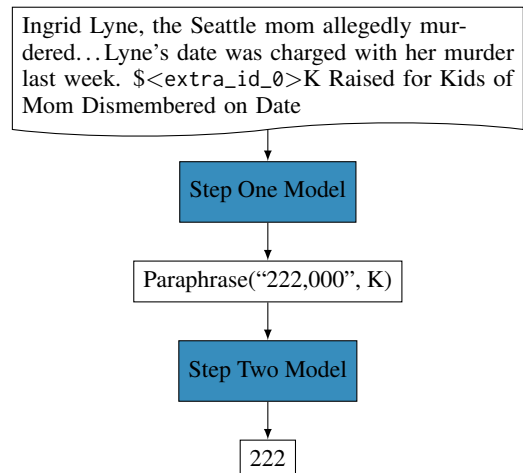 Ingrid Lyne, the Seattle mom allegedly mur-
dered...Lyne's date was charged with her murder
last week. $<extra_id_0>K Raised for Kids of
Mom Dismembered on Date
Step One Model
Paraphrase(“222,000”, K)
Step Two Model
222